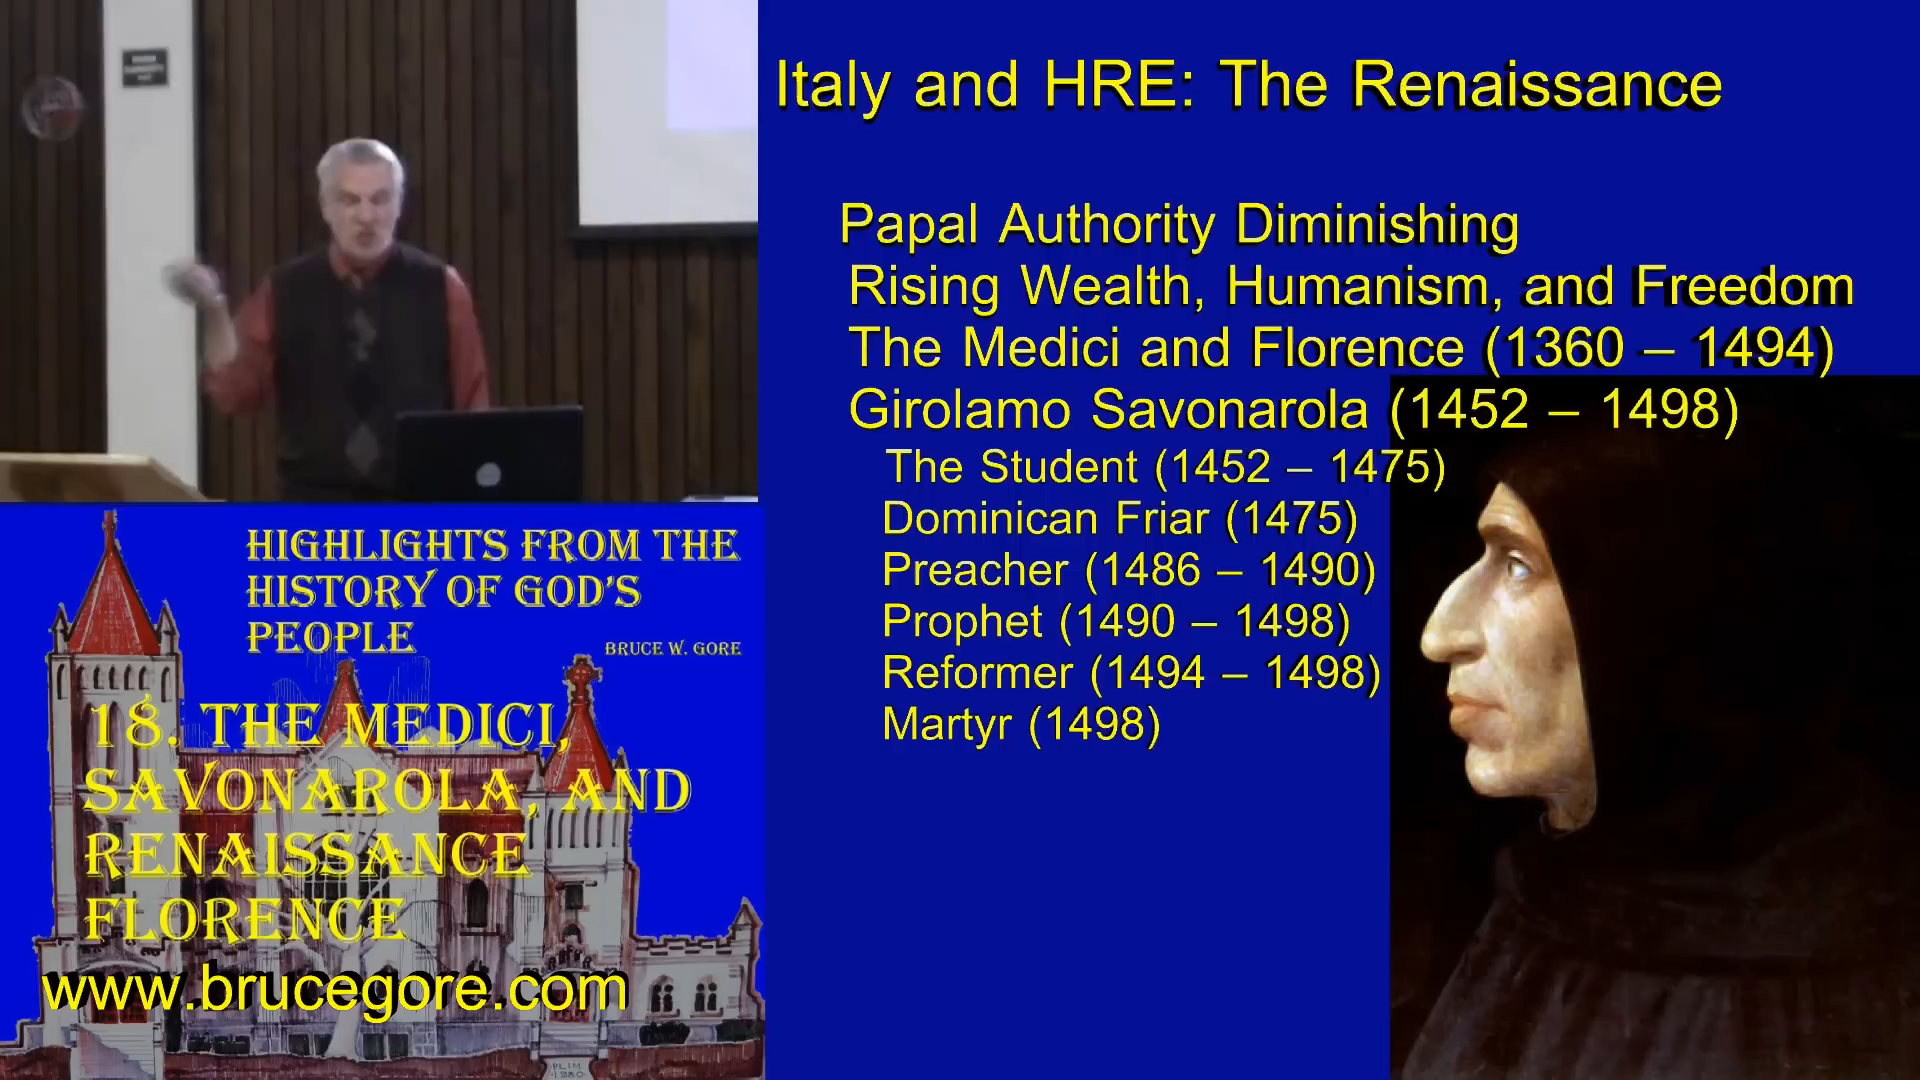 Italy and HRE: The Renaissance
Papal Authority Diminishing
Rising Wealth, Humanism, and Freedom
The Medici and Florence (1360 – 1494)
Girolamo Savonarola (1452 – 1498)
The Student (1452 – 1475)
Dominican Friar (1475)
Preacher (1486 – 1490)
Prophet (1490 – 1498)
Reformer (1494 – 1498)
Martyr (1498)
HIGHLIGHTS FROM THE
HISTORY OF GOD'S
PEOPLE
BRUCE W. GORE
18. THE MEDICI,
SAVONAROLA, AND
RENAISSANCE
FLORENCE
www.brucegore.com